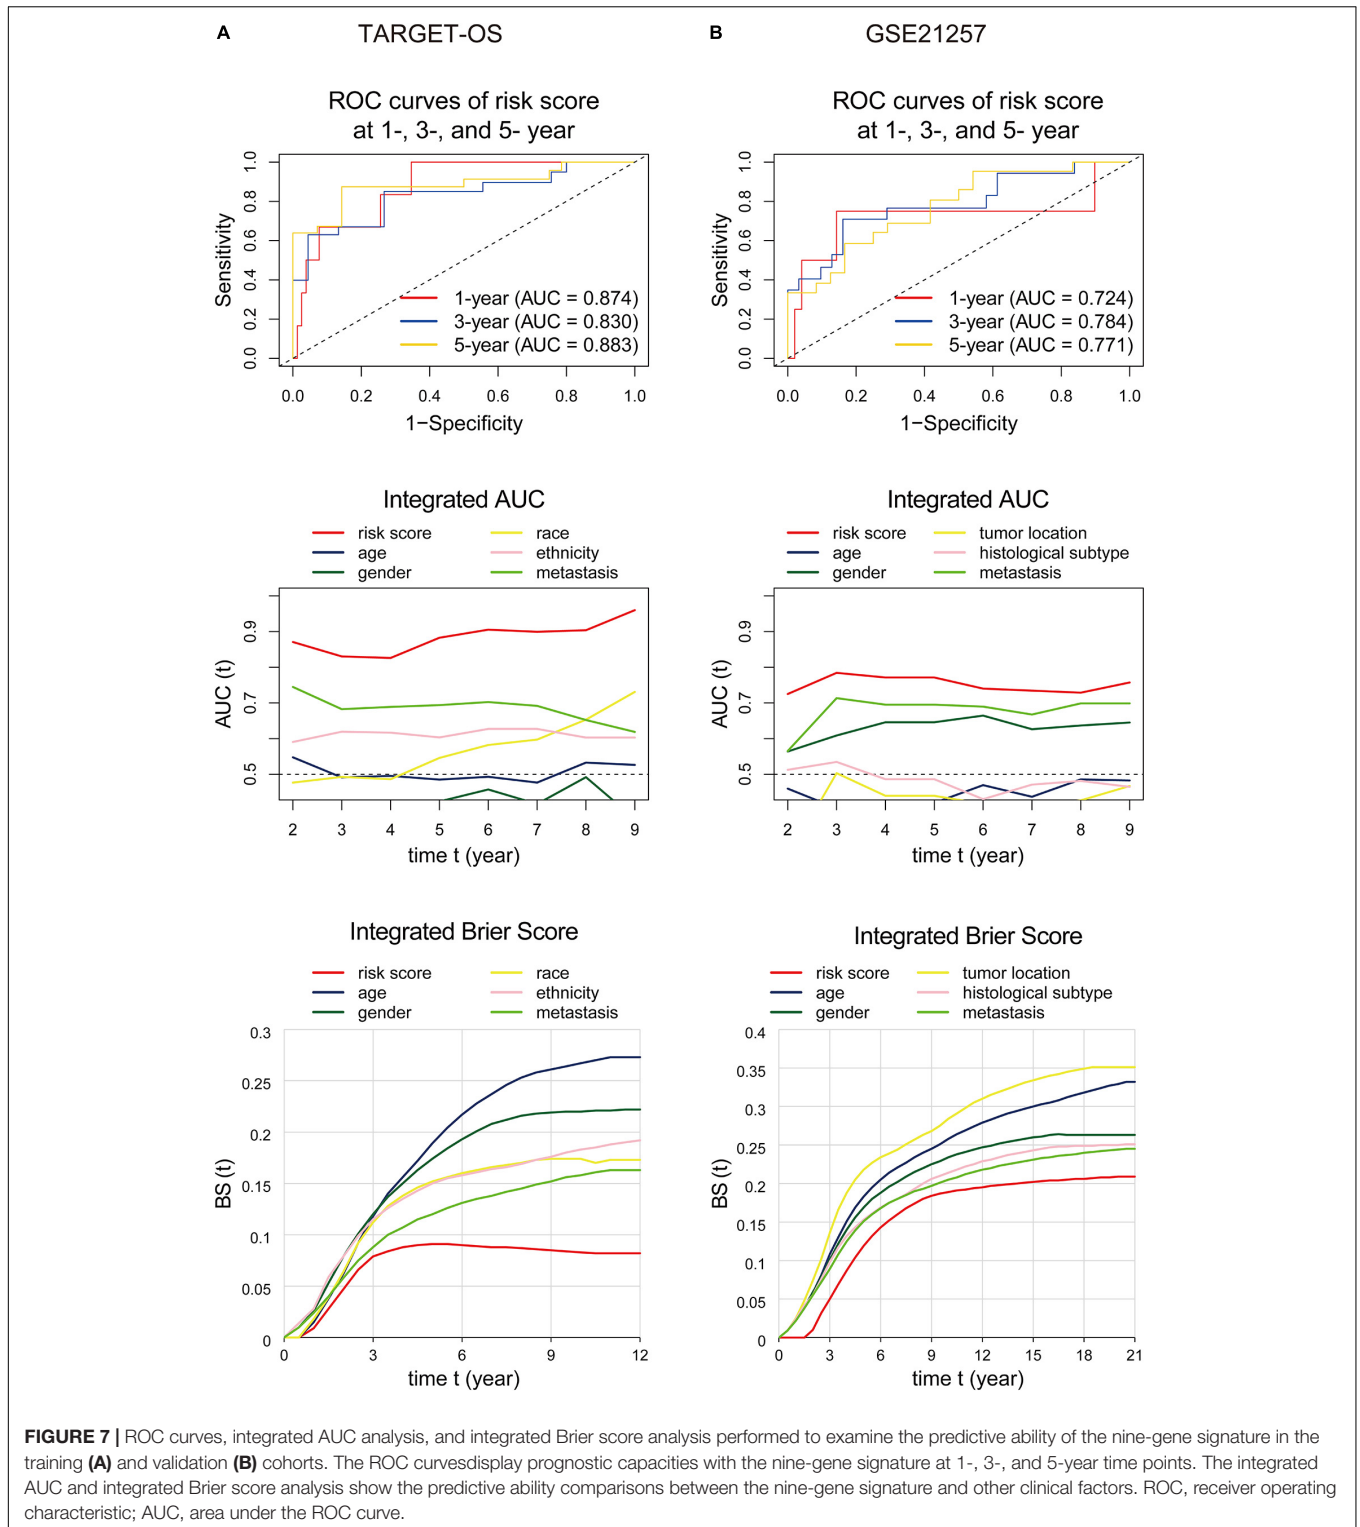 A TARGET-OS
ROC curves of risk score
at 1-, 3-, and 5- year
Sensitivity
1.0
0.8
0.6
0.4
0.2
0.0
1-year (AUC = 0.874)
3-year (AUC = 0.830)
5-year (AUC = 0.883)
0.0 0.2 0.4 0.6 0.8 1.0
1−Specificity
B GSE21257
ROC curves of risk score
at 1-, 3-, and 5- year
Sensitivity
1.0
0.8
0.6
0.4
0.2
0.0
1-year (AUC = 0.724)
3-year (AUC = 0.784)
5-year (AUC = 0.771)
0.0 0.2 0.4 0.6 0.8 1.0
1−Specificity
Integrated AUC
risk score race
age ethnicity
gender metastasis
AUC (t)
0.9
0.7
0.5
2 3 4 5 6 7 8 9
time t (year)
Integrated AUC
risk score tumor location
age histological subtype
gender metastasis
AUC (t)
0.9
0.7
0.5
2 3 4 5 6 7 8 9
time t (year)
Integrated Brier Score
risk score race
age ethnicity
gender metastasis
BS (t)
0.3
0.25
0.2
0.15
0.1
0.05
0
0 3 6 9 12
time t (year)
Integrated Brier Score
risk score tumor location
age histological subtype
gender metastasis
BS (t)
0.4
0.35
0.3
0.25
0.2
0.15
0.1
0.05
0
0 3 6 9 12 15 18 21
time t (year)
FIGURE 7 | ROC curves, integrated AUC analysis, and integrated Brier score analysis performed to examine the predictive ability of the nine-gene signature in the
training (A) and validation (B) cohorts. The ROC curvesdisplay prognostic capacities with the nine-gene signature at 1-, 3-, and 5-year time points. The integrated
AUC and integrated Brier score analysis show the predictive ability comparisons between the nine-gene signature and other clinical factors. ROC, receiver operating
characteristic; AUC, area under the ROC curve.